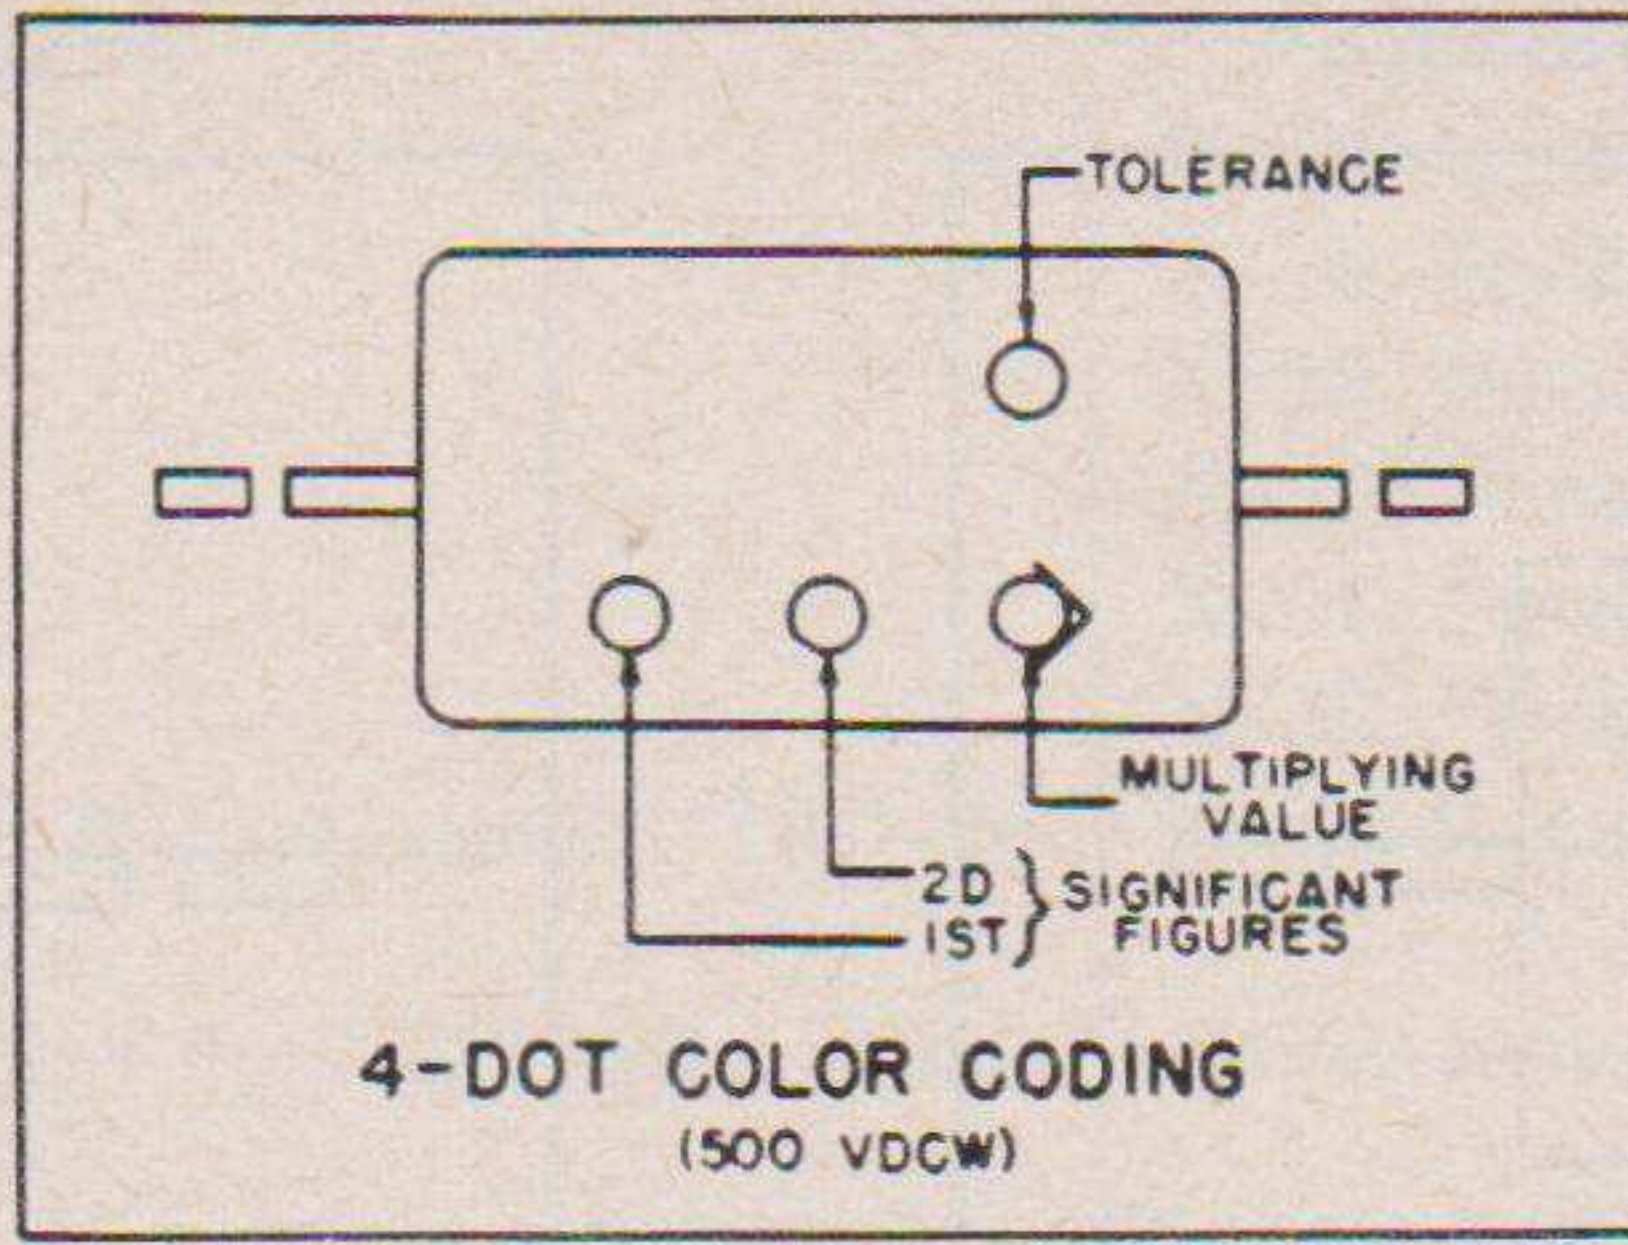 TOLERANCE
MULTIPLYING
VALUE
2D } SIGNIFICANT
1ST } FIGURES
4-DOT COLOR CODING
(500 VDCW)